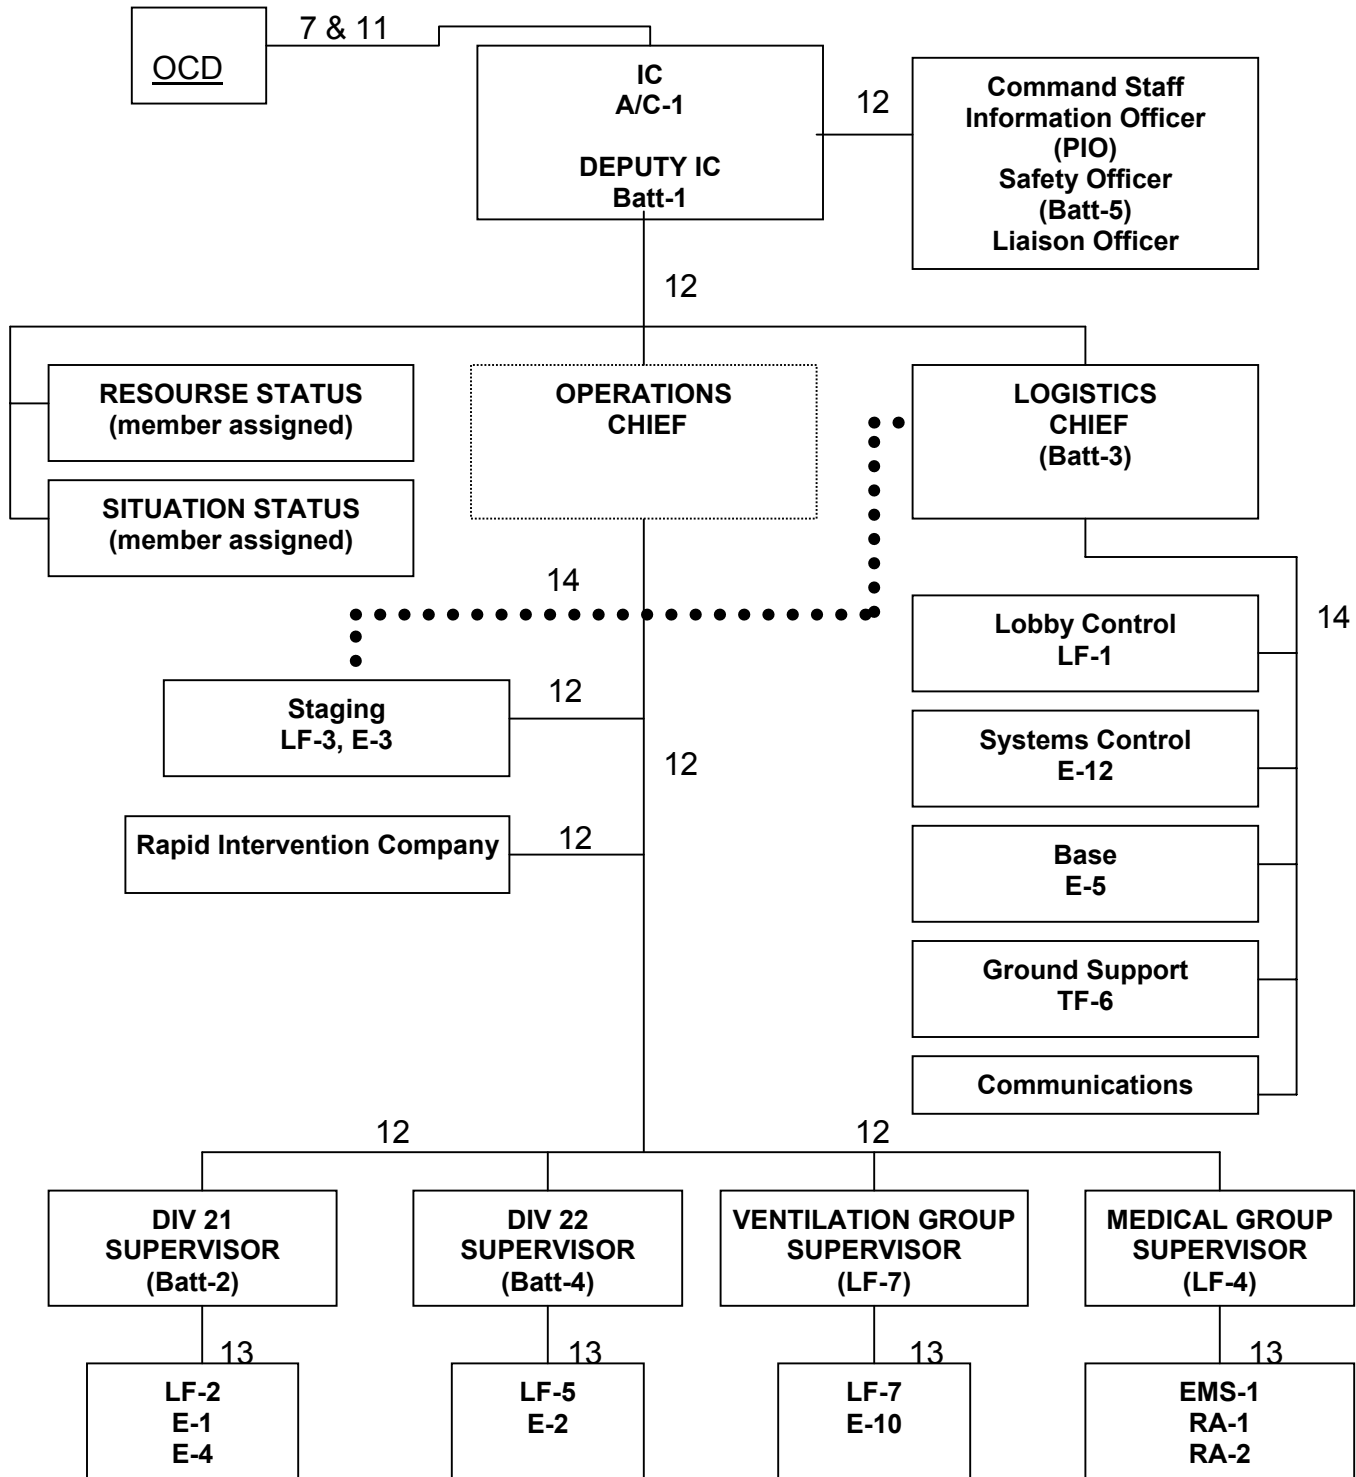 OCD
7 & 11
IC
A/C-1
DEPUTY IC
Batt-1
12
Command Staff
Information Officer
(PIO)
Safety Officer
(Batt-5)
Liaison Officer
12
RESOURSE STATUS
(member assigned)
SITUATION STATUS
(member assigned)
OPERATIONS
CHIEF
LOGISTICS
CHIEF
(Batt-3)
14
14
Lobby Control
LF-1
Systems Control
E-12
Base
E-5
Ground Support
TF-6
Communications
Staging
LF-3, E-3
12
12
Rapid Intervention Company
12
12
12
DIV 21
SUPERVISOR
(Batt-2)
DIV 22
SUPERVISOR
(Batt-4)
VENTILATION GROUP
SUPERVISOR
(LF-7)
MEDICAL GROUP
SUPERVISOR
(LF-4)
13
LF-2
E-1
E-4
13
LF-5
E-2
13
LF-7
E-10
13
EMS-1
RA-1
RA-2